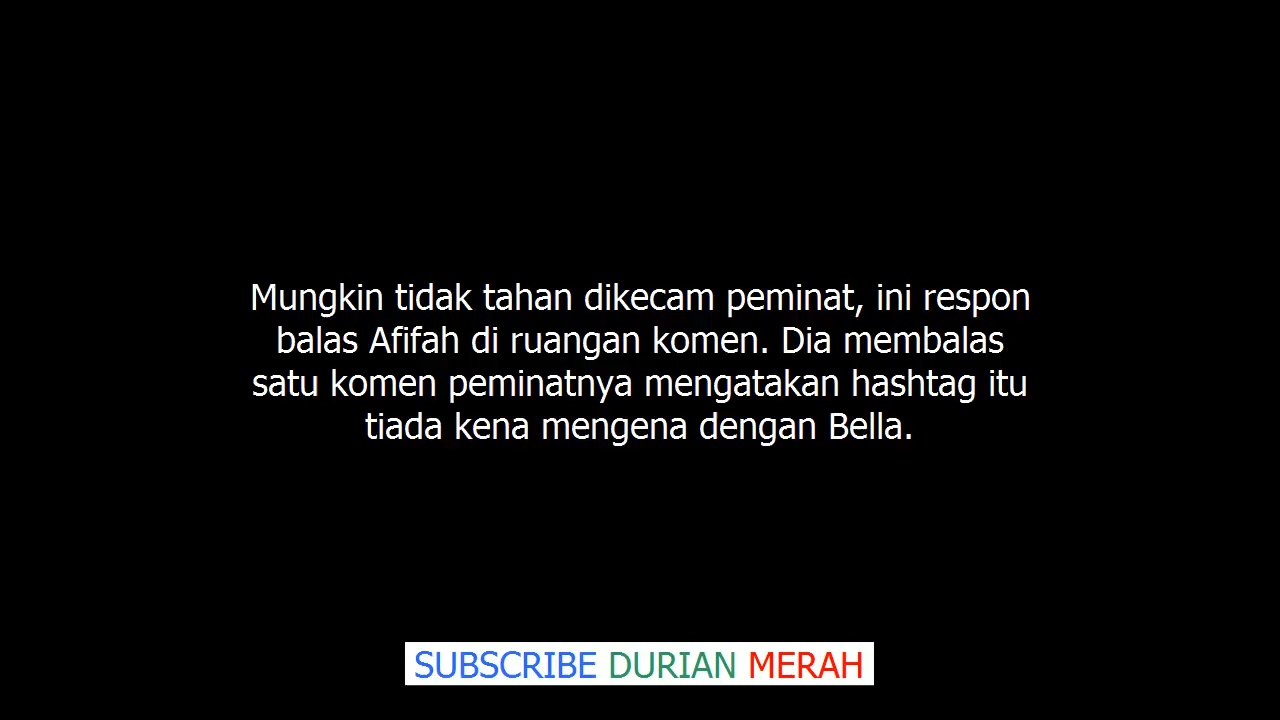 Mungkin tidak tahan dikecam peminat, ini respon
balas Afifah di ruangan komen. Dia membalas
satu komen peminatnya mengatakan hashtag itu
tiada kena mengena dengan Bella.
SUBSCRIBE DURIAN MERAH